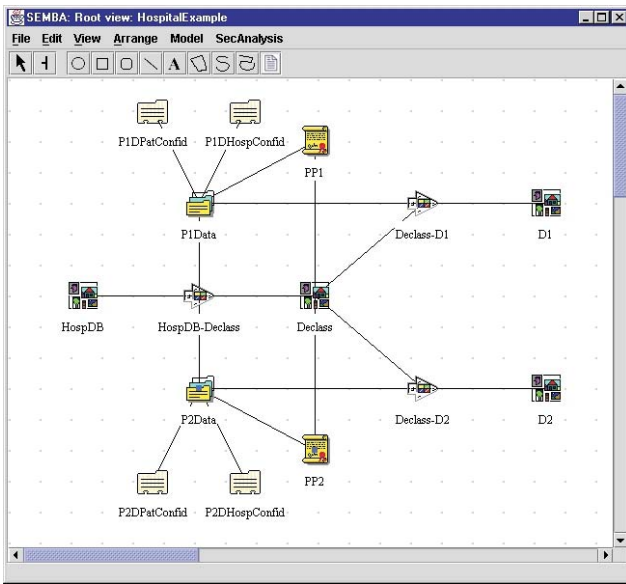 SEMBA: Root view: HospitalExample
File Edit View Arrange Model SecAnalysis
A
P1DPatConfid P1DHospConfid
PP1
P1Data Declass-D1 D1
HospDB HospDB-Declass Declass
P2Data Declass-D2 D2
PP2
P2DPatConfid P2DHospConfid